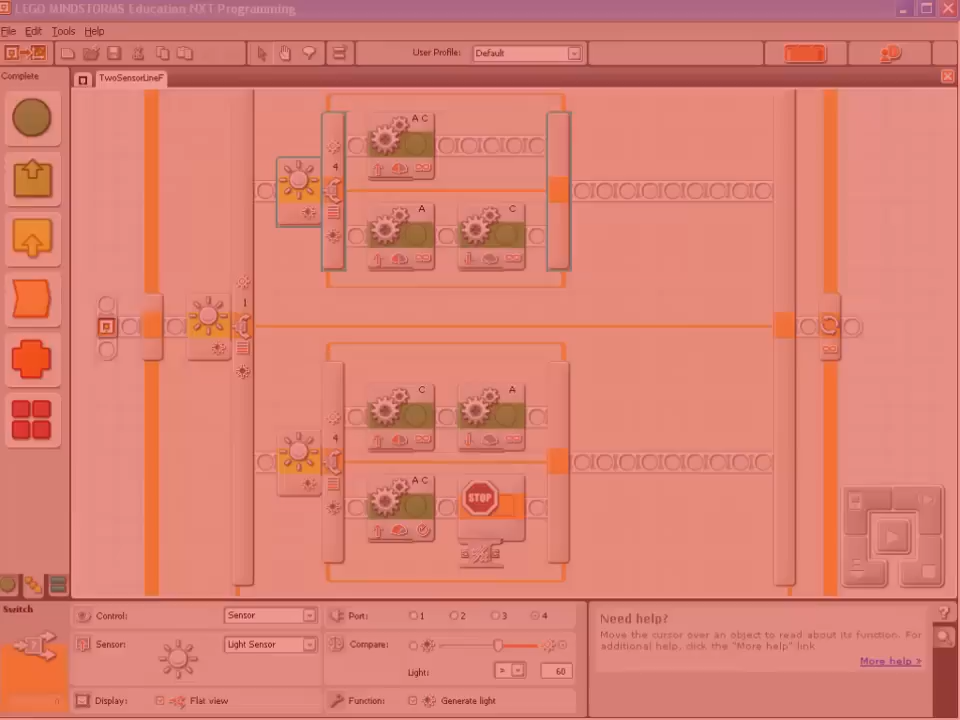 LEGO MINDSTORMS Education NXT Programming
File Edit Tools Help
User Profile: Default
Complete
TwoSensorLineF
A C
4
A C
1
C A
4
A C
STOP
Switch
Control: Sensor
Port: 1 2 3 4
Sensor: Light Sensor
Compare:
Light: > 60
Display: Flat view
Function: Generate light
Need help?
Move the cursor over an object to read about its function. For
additional help, click the "More help" link
More help >